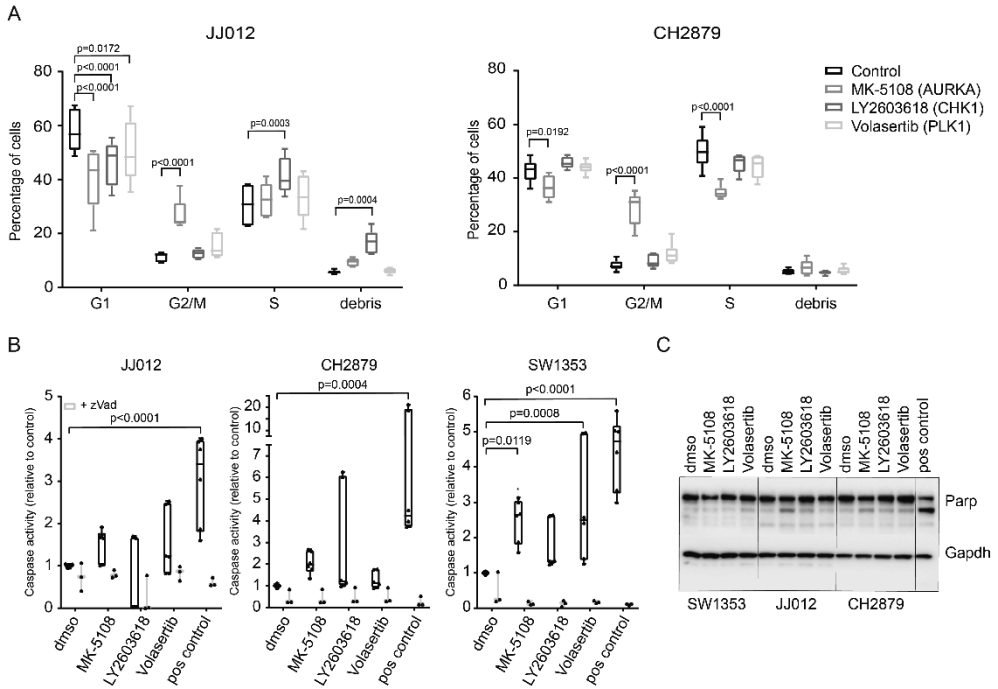 A
JJ012
p=0.0172
p<0.0001
p<0.0001
p<0.0001
p=0.0003
p=0.0004
80
60
40
20
0
Percentage of cells
G1
G2/M
S
debris
CH2879
p=0.0192
p<0.0001
p<0.0001
80
60
40
20
0
Percentage of cells
G1
G2/M
S
debris
Control
MK-5108 (AURKA)
LY2603618 (CHK1)
Volasertib (PLK1)
B
JJ012
+ zVad
p<0.0001
5
4
3
2
1
0
Caspase activity (relative to control)
dmso
MK-5108
LY2603618
Volasertib
pos control
CH2879
p=0.0004
20
15
10
5
8
6
4
2
0
Caspase activity (relative to control)
dmso
MK-5108
LY2603618
Volasertib
pos control
SW1353
p<0.0001
p=0.0008
p=0.0119
6
5
4
3
2
1
0
Caspase activity (relative to control)
dmso
MK-5108
LY2603618
Volasertib
pos control
C
dmso
MK-5108
LY2603618
Volasertib
dmso
MK-5108
LY2603618
Volasertib
dmso
MK-5108
LY2603618
Volasertib
pos control
Parp
Gapdh
SW1353
JJ012
CH2879